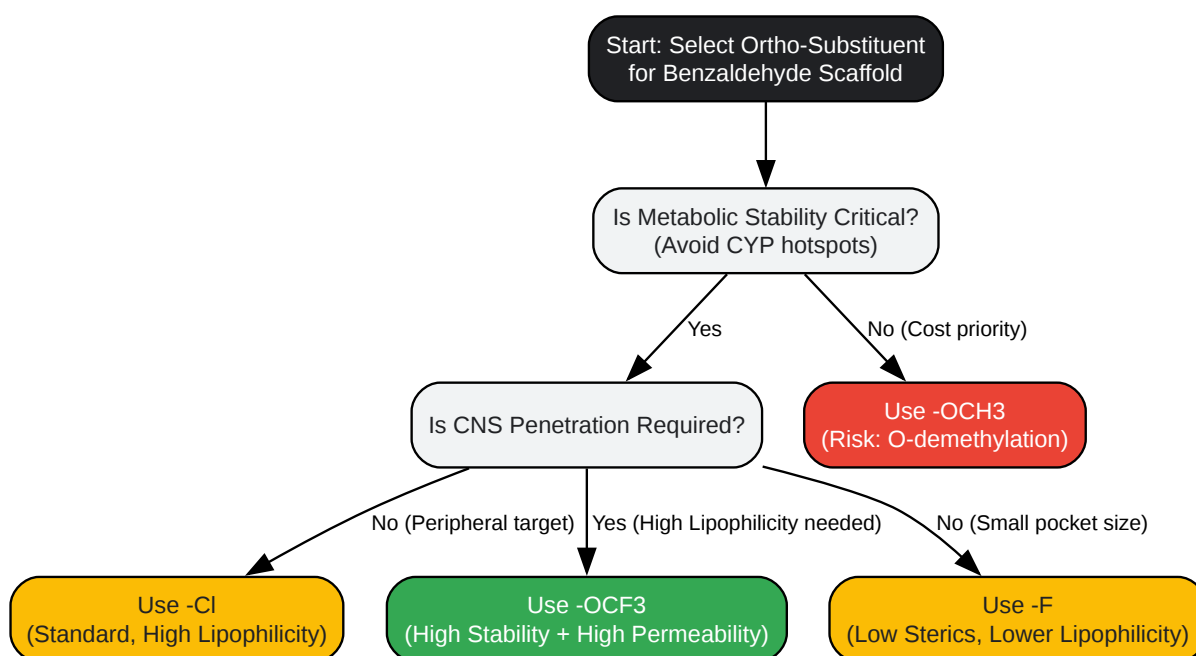 Start: Select Ortho-Substituent
for Benzaldehyde Scaffold
Is Metabolic Stability Critical?
(Avoid CYP hotspots)
Yes
No (Cost priority)
Is CNS Penetration Required?
Use -OCH3
(Risk: O-demethylation)
No (Peripheral target)
Yes (High Lipophilicity needed)
No (Small pocket size)
Use -Cl
(Standard, High Lipophilicity)
Use -OCF3
(High Stability + High Permeability)
Use -F
(Low Sterics, Lower Lipophilicity)